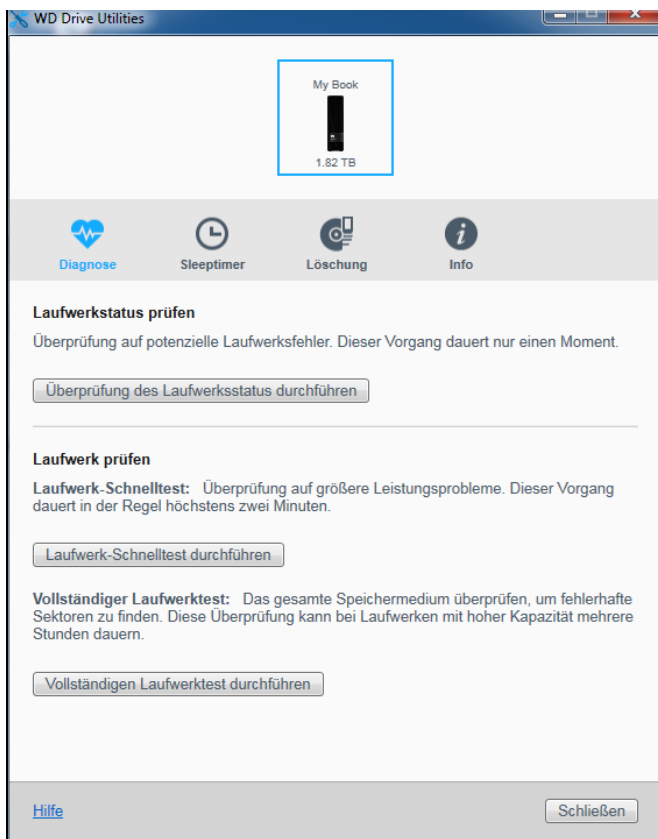 WD Drive Utilities
My Book
1.82 TB
Diagnose
Sleeptimer
Löschung
Info
Laufwerkstatus prüfen
Überprüfung auf potenzielle Laufwerksfehler. Dieser Vorgang dauert nur einen Moment.
Überprüfung des Laufwerksstatus durchführen
Laufwerk prüfen
Laufwerk-Schnelltest: Überprüfung auf größere Leistungsprobleme. Dieser Vorgang
dauert in der Regel höchstens zwei Minuten.
Laufwerk-Schnelltest durchführen
Vollständiger Laufwerktest: Das gesamte Speichermedium überprüfen, um fehlerhafte
Sektoren zu finden. Diese Überprüfung kann bei Laufwerken mit hoher Kapazität mehrere
Stunden dauern.
Vollständigen Laufwerktest durchführen
Hilfe
Schließen